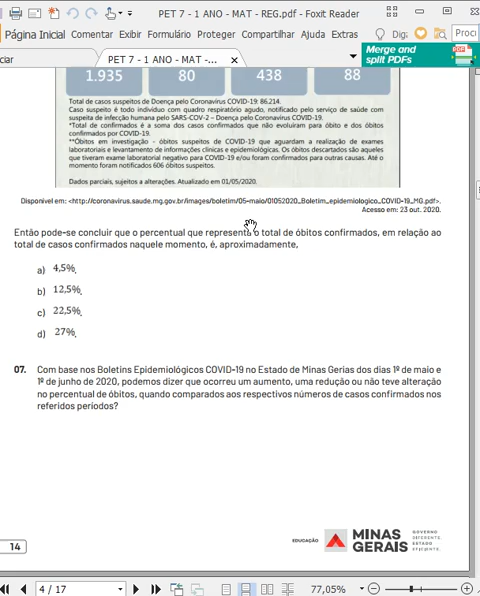 PET 7 - 1 ANO - MAT - REG.pdf - Foxit Reader
Página Inicial Comentar Exibir Formulário Proteger Compartilhar Ajuda Extras Dig Proci
ciar PET 7 - 1 ANO - MAT -... Merge and split PDFs
1.935 80 438 88
Total de casos suspeitos de Doença pelo Coronavírus COVID-19: 86.214.
Caso suspeito é todo indivíduo com quadro respiratório agudo, notificado pelo serviço de saúde com
suspeita de infecção humana pelo SARS-COV-2 – Doença pelo Coronavírus COVID-19.
*Total de confirmados é a soma dos casos confirmados que não evoluíram para óbito e dos óbitos
confirmados por COVID-19.
**Óbitos em investigação - óbitos suspeitos de COVID-19 que aguardam a realização de exames
laboratoriais e levantamento de informações clínicas e epidemiológicas. Os óbitos descartados são aqueles
que tiveram exame laboratorial negativo para COVID-19 e/ou foram confirmados para outras causas. Até o
momento foram notificados 606 óbitos suspeitos.
Dados parciais, sujeitos a alterações. Atualizado em 01/05/2020.
Disponível em: <http://coronavirus.saude.mg.gov.br/images/boletim/05-maio/01052020_Boletim_epidemiologico_COVID-19_MG.pdf>.
Acesso em: 23 out. 2020.
Então pode-se concluir que o percentual que representa o total de óbitos confirmados, em relação ao
total de casos confirmados naquele momento, é, aproximadamente,
a) 4,5%.
b) 12,5%.
c) 22,5%.
d) 27%.
07. Com base nos Boletins Epidemiológicos COVID-19 no Estado de Minas Gerias dos dias 1º de maio e
1º de junho de 2020, podemos dizer que ocorreu um aumento, uma redução ou não teve alteração
no percentual de óbitos, quando comparados aos respectivos números de casos confirmados nos
referidos períodos?
14
EDUCAÇÃO MINAS GERAIS GOVERNO DIFERENTE. ESTADO EFICIENTE.
4 / 17 77,05%